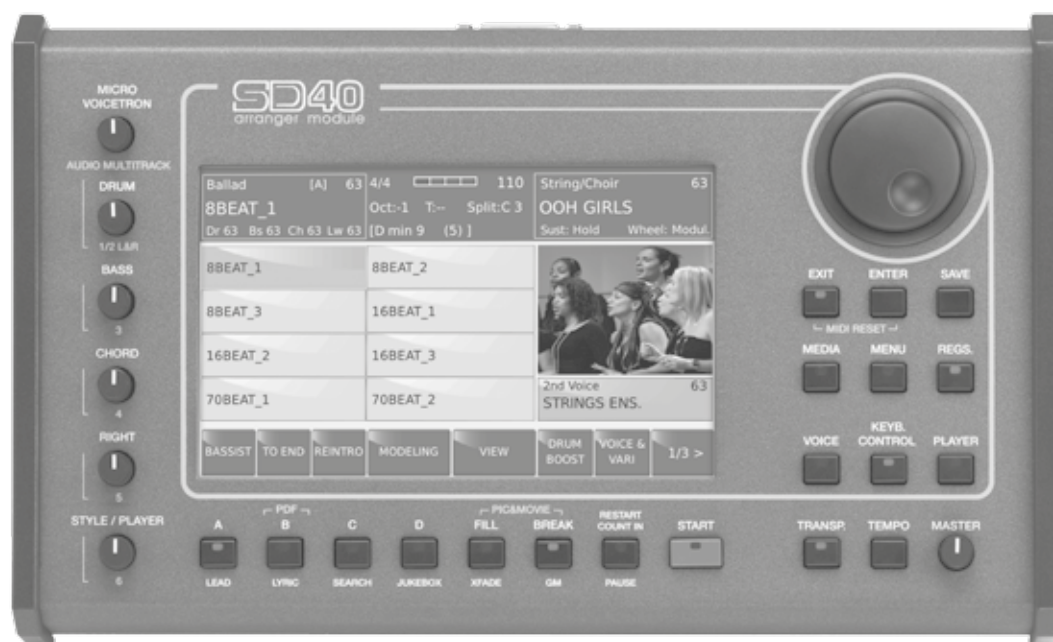 MICRO
VOICETRON
AUDIO MULTITRACK
DRUM
1/2 L&R
BASS
3
CHORD
4
RIGHT
5
STYLE / PLAYER
6
SD40
arranger module
Ballad [A] 63
8BEAT_1
Dr 63 Bs 63 Ch 63 Lw 63
4/4 110
Oct:-1 T:-- Split:C 3
[D min 9 (5) ]
String/Choir 63
OOH GIRLS
Sust: Hold Wheel: Modul.
8BEAT_1 8BEAT_2
8BEAT_3 16BEAT_1
16BEAT_2 16BEAT_3
70BEAT_1 70BEAT_2
2nd Voice 63
STRINGS ENS.
BASSIST TO END REINTRO MODELING VIEW DRUM BOOST VOICE & VARI 1/3 >
PDF PIC&MOVIE
A B C D FILL BREAK RESTART COUNT IN START
LEAD LYRIC SEARCH JUKEBOX XFADE GM PAUSE
EXIT ENTER SAVE
MIDI RESET
MEDIA MENU REGS.
VOICE KEYB. CONTROL PLAYER
TRANSP. TEMPO MASTER